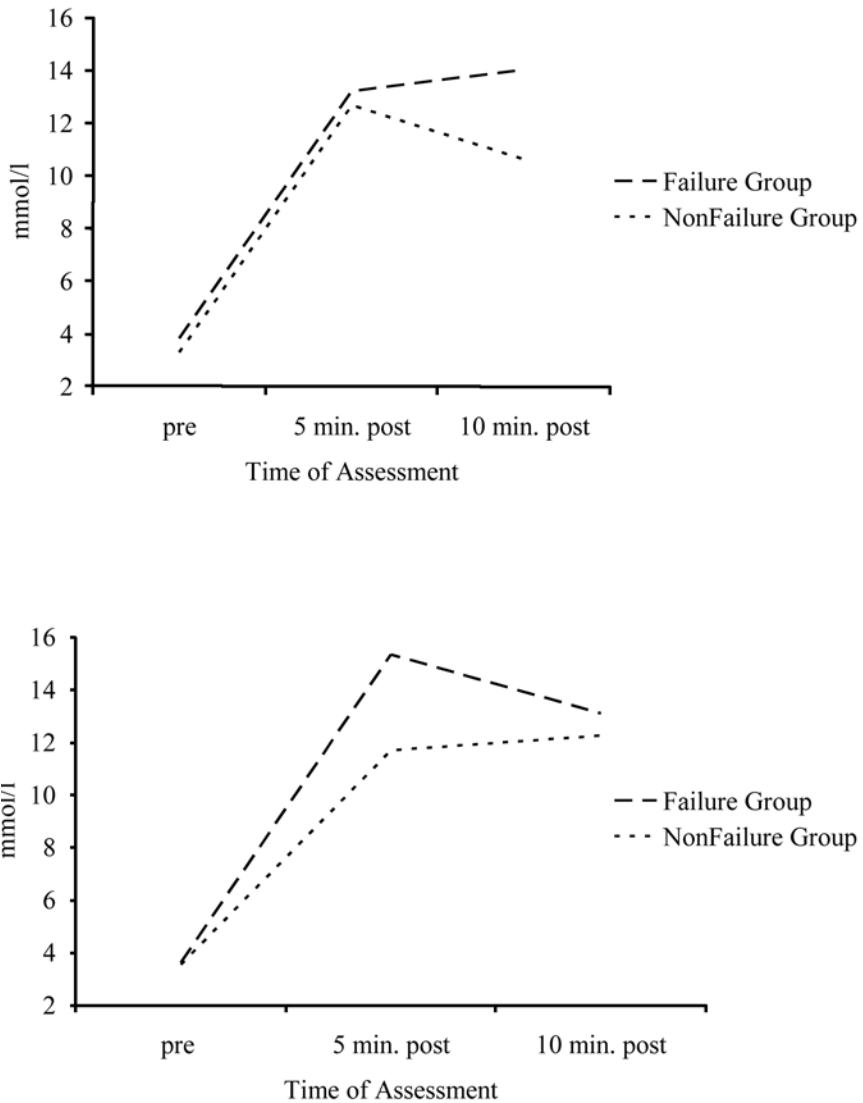 16
14
12
10
8
6
4
2
mmol/l
pre 5 min. post 10 min. post
Time of Assessment
Failure Group
NonFailure Group
16
14
12
10
8
6
4
2
mmol/l
pre 5 min. post 10 min. post
Time of Assessment
Failure Group
NonFailure Group